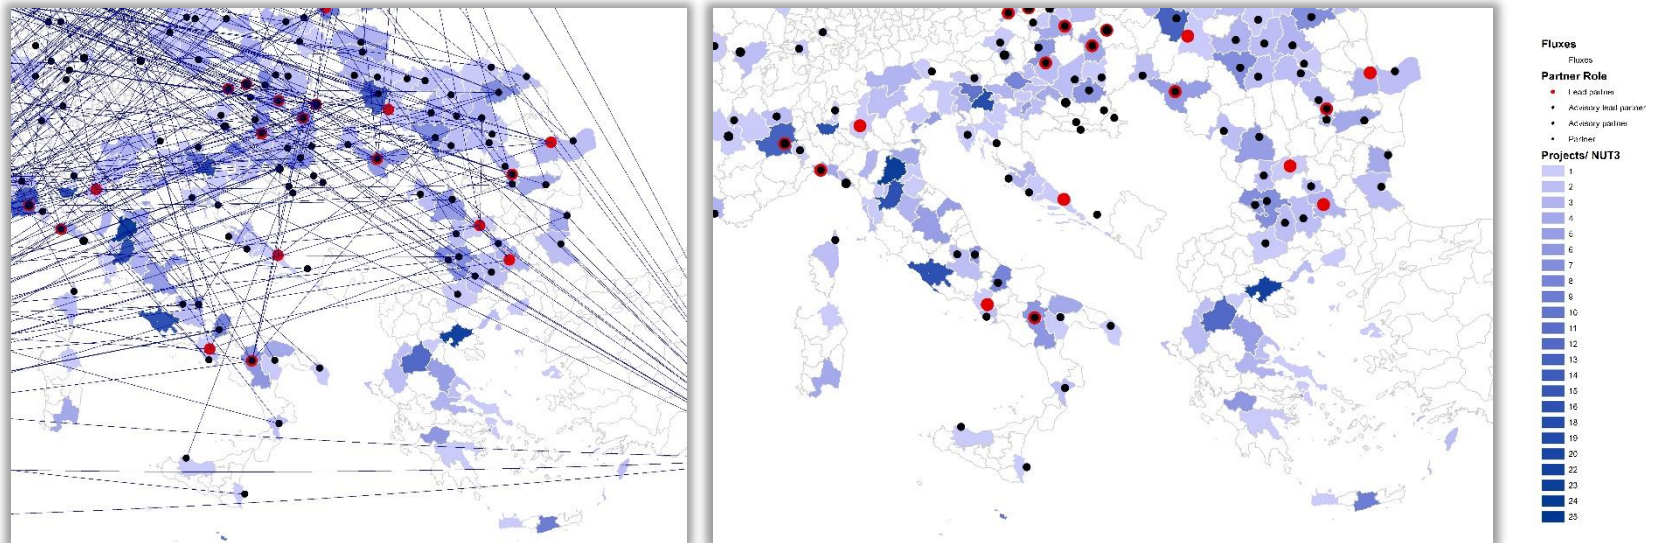 Fluxes
Fluxes
Partner Role
Lead partner
Advisory lead partner
Advisory partner
Partner
Projects/ NUT3
1
2
3
4
5
6
7
8
9
10
11
12
13
14
15
16
18
19
20
22
23
24
25